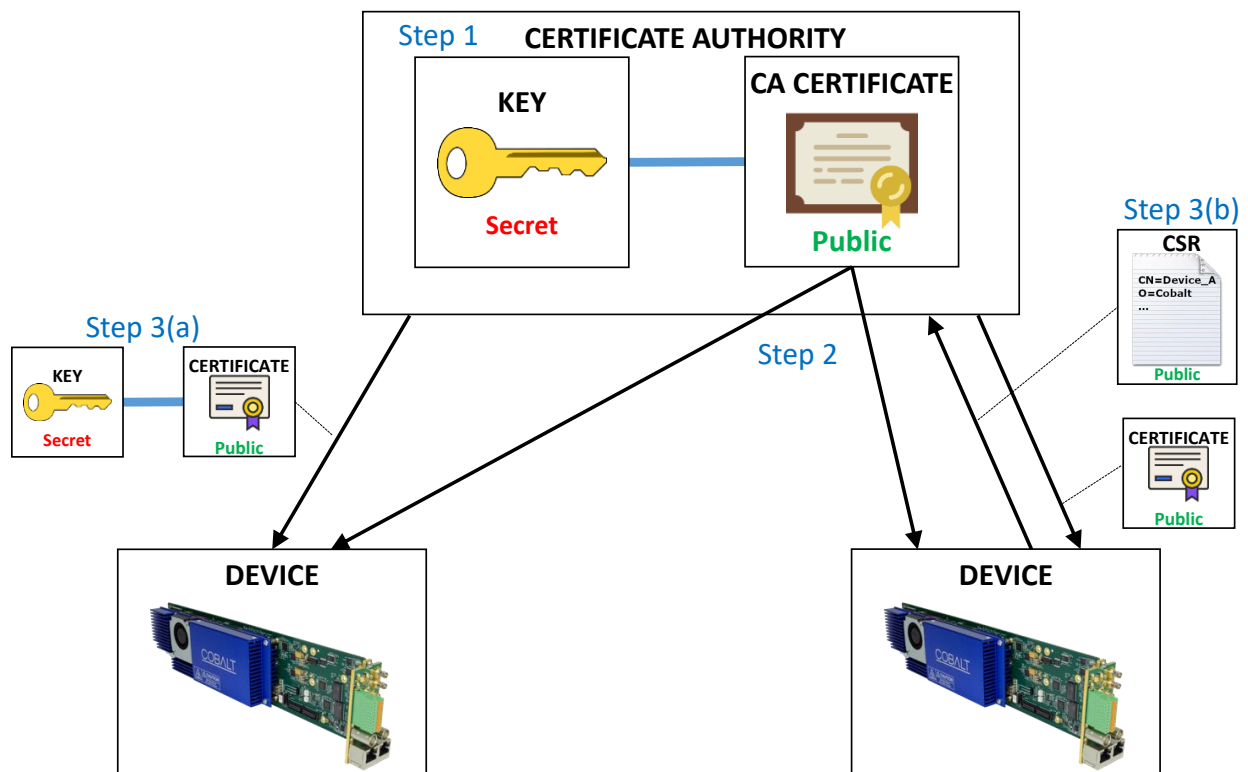 Step 1
CERTIFICATE AUTHORITY
KEY
Secret
CA CERTIFICATE
Public
Step 3(b)
CSR
CN=Device_A
O=Cobalt
...
Public
Step 3(a)
KEY
Secret
CERTIFICATE
Public
Step 2
CERTIFICATE
Public
DEVICE
COBALT
DEVICE
COBALT